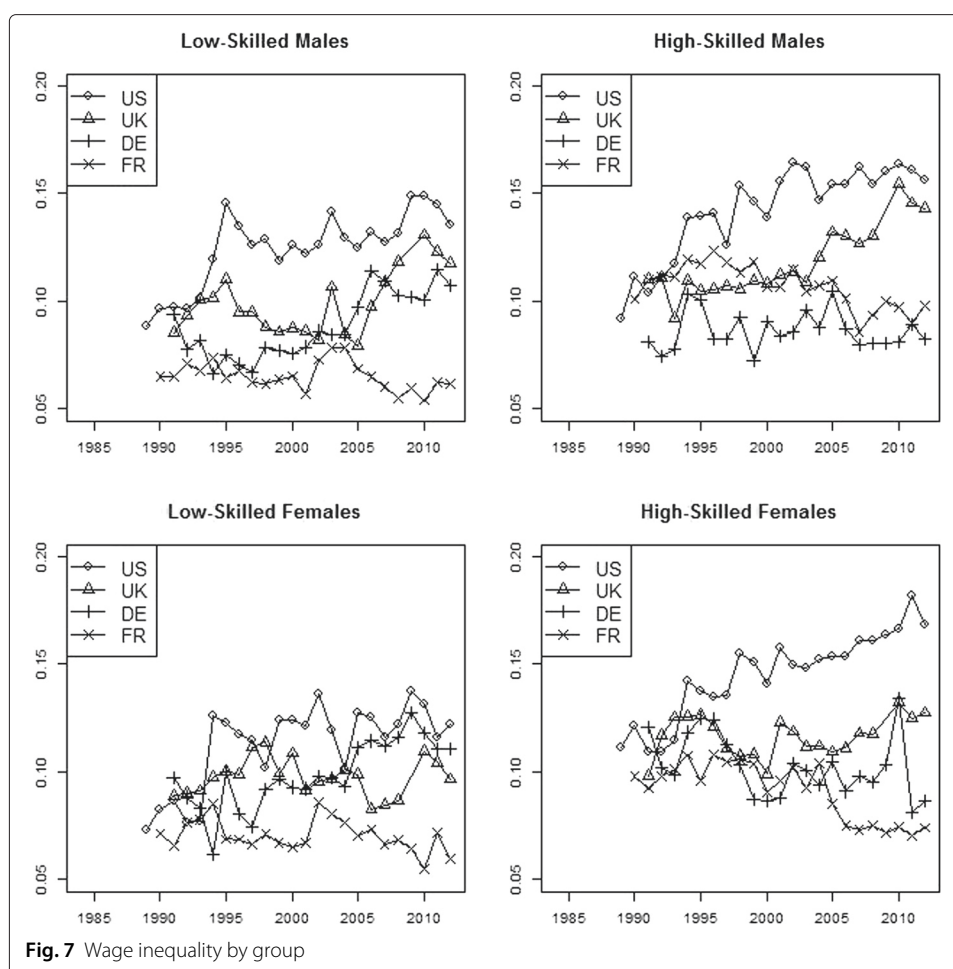 Low-Skilled Males
US
UK
DE
FR
0.20
0.15
0.10
0.05
1985 1990 1995 2000 2005 2010
High-Skilled Males
US
UK
DE
FR
0.20
0.15
0.10
0.05
1985 1990 1995 2000 2005 2010
Low-Skilled Females
US
UK
DE
FR
0.20
0.15
0.10
0.05
1985 1990 1995 2000 2005 2010
High-Skilled Females
US
UK
DE
FR
0.20
0.15
0.10
0.05
1985 1990 1995 2000 2005 2010
Fig. 7 Wage inequality by group